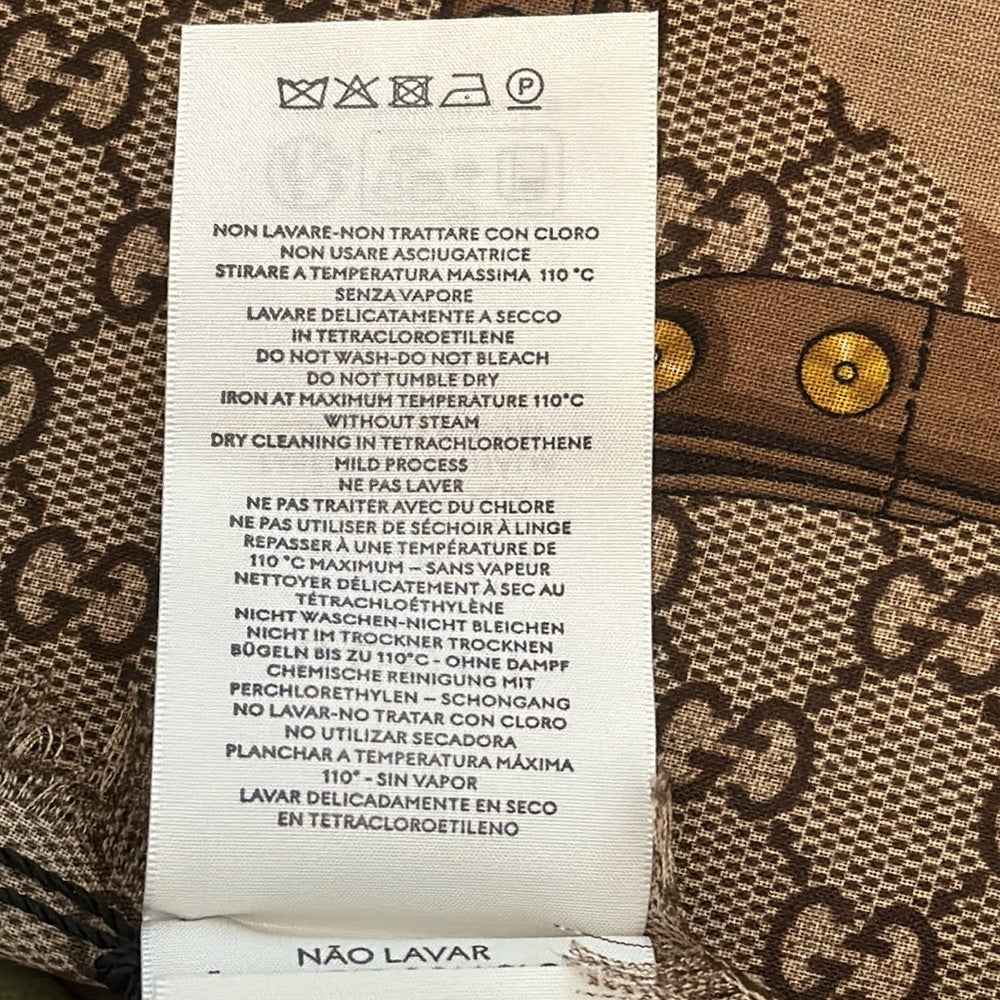 P
NON LAVARE-NON TRATTARE CON CLORO
NON USARE ASCIUGATRICE
STIRARE A TEMPERATURA MASSIMA 110 °C
SENZA VAPORE
LAVARE DELICATAMENTE A SECCO
IN TETRACLOROETILENE
DO NOT WASH-DO NOT BLEACH
DO NOT TUMBLE DRY
IRON AT MAXIMUM TEMPERATURE 110°C
WITHOUT STEAM
DRY CLEANING IN TETRACHLOROETHENE
MILD PROCESS
NE PAS LAVER
NE PAS TRAITER AVEC DU CHLORE
NE PAS UTILISER DE SÉCHOIR À LINGE
REPASSER À UNE TEMPÉRATURE DE
110 °C MAXIMUM – SANS VAPEUR
NETTOYER DÉLICATEMENT À SEC AU
TÉTRACHLOÉTHYLÈNE
NICHT WASCHEN-NICHT BLEICHEN
NICHT IM TROCKNER TROCKNEN
BÜGELN BIS ZU 110°C - OHNE DAMPF
CHEMISCHE REINIGUNG MIT
PERCHLORETHYLEN – SCHONGANG
NO LAVAR-NO TRATAR CON CLORO
NO UTILIZAR SECADORA
PLANCHAR A TEMPERATURA MÁXIMA
110° - SIN VAPOR
LAVAR DELICADAMENTE EN SECO
EN TETRACLOROETILENO
NÃO LAVAR